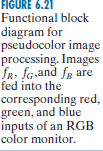 FIGURE 6.21
Functional block
diagram for
pseudocolor image
processing. Images
fR, fG,and fB are
fed into the
corresponding red,
green, and blue
inputs of an RGB
color monitor.